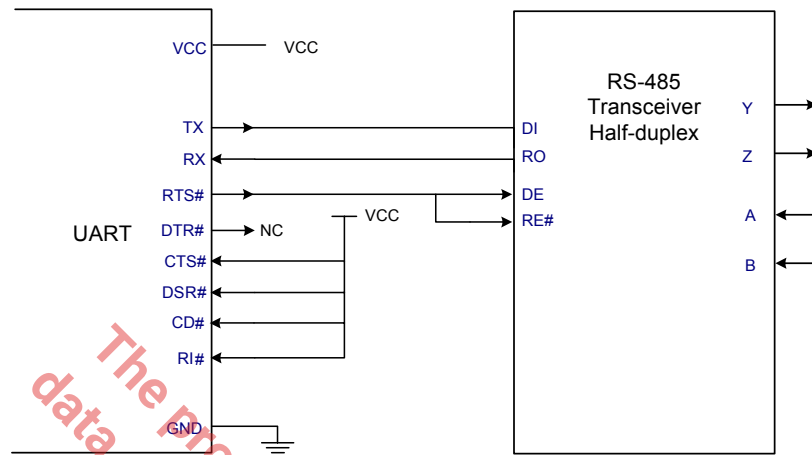 VCC
VCC
RS-485
Transceiver
Half-duplex
Y
TX
DI
RX
RO
Z
RTS#
DE
VCC
RE#
A
UART
DTR#
NC
CTS#
B
DSR#
CD#
RI#
The
data
GND